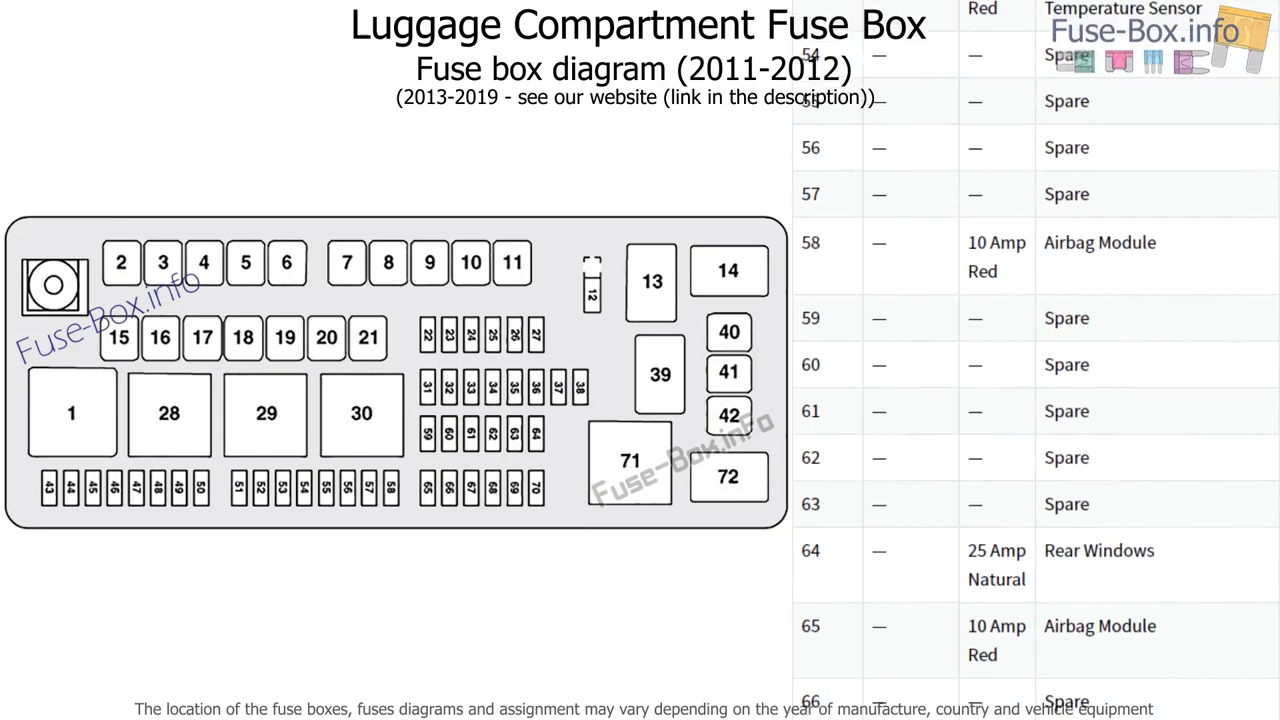 Luggage Compartment Fuse Box
Fuse box diagram (2011-2012)
(2013-2019 - see our website (link in the description))
Fuse-Box.info
2 3 4 5 6 7 8 9 10 11
12
13
14
Fuse-Box.info
15 16 17 18 19 20 21
22 23 24 25 26 27
40
39
41
42
31 32 33 34 35 36 37 38
1 28 29 30
59 60 61 62 63 64
71
72
Fuse-Box.info
43 44 45 46 47 48 49 50 51 52 53 54 55 56 57 58
65 66 67 68 69 70
Red Temperature Sensor
54 — — Spare
55 — — Spare
56 — — Spare
57 — — Spare
58 — 10 Amp Airbag Module
Red
59 — — Spare
60 — — Spare
61 — — Spare
62 — — Spare
63 — — Spare
64 — 25 Amp Rear Windows
Natural
65 — 10 Amp Airbag Module
Red
66 — — Spare
The location of the fuse boxes, fuses diagrams and assignment may vary depending on the year of manufacture, country and vehicle equipment